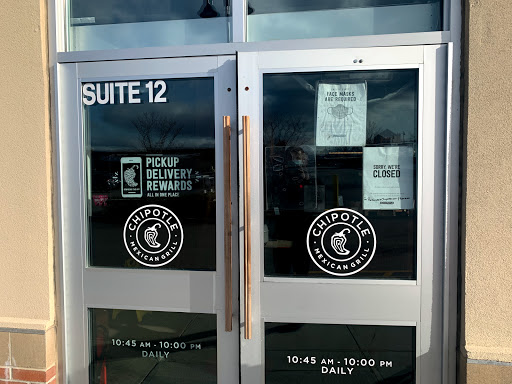 SUITE 12
PICKUP
DELIVERY
REWARDS
ALL IN ONE PLACE
CHIPOTLE
MEXICAN GRILL
10:45 AM - 10:00 PM
DAILY
FACE MASKS
ARE REQUIRED
SORRY WE'RE
CLOSED
CHIPOTLE
MEXICAN GRILL
10:45 AM - 10:00 PM
DAILY